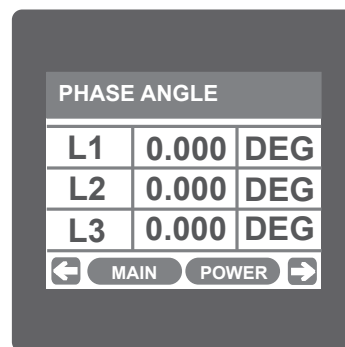 PHASE ANGLE
L1 0.000 DEG
L2 0.000 DEG
L3 0.000 DEG
MAIN POWER